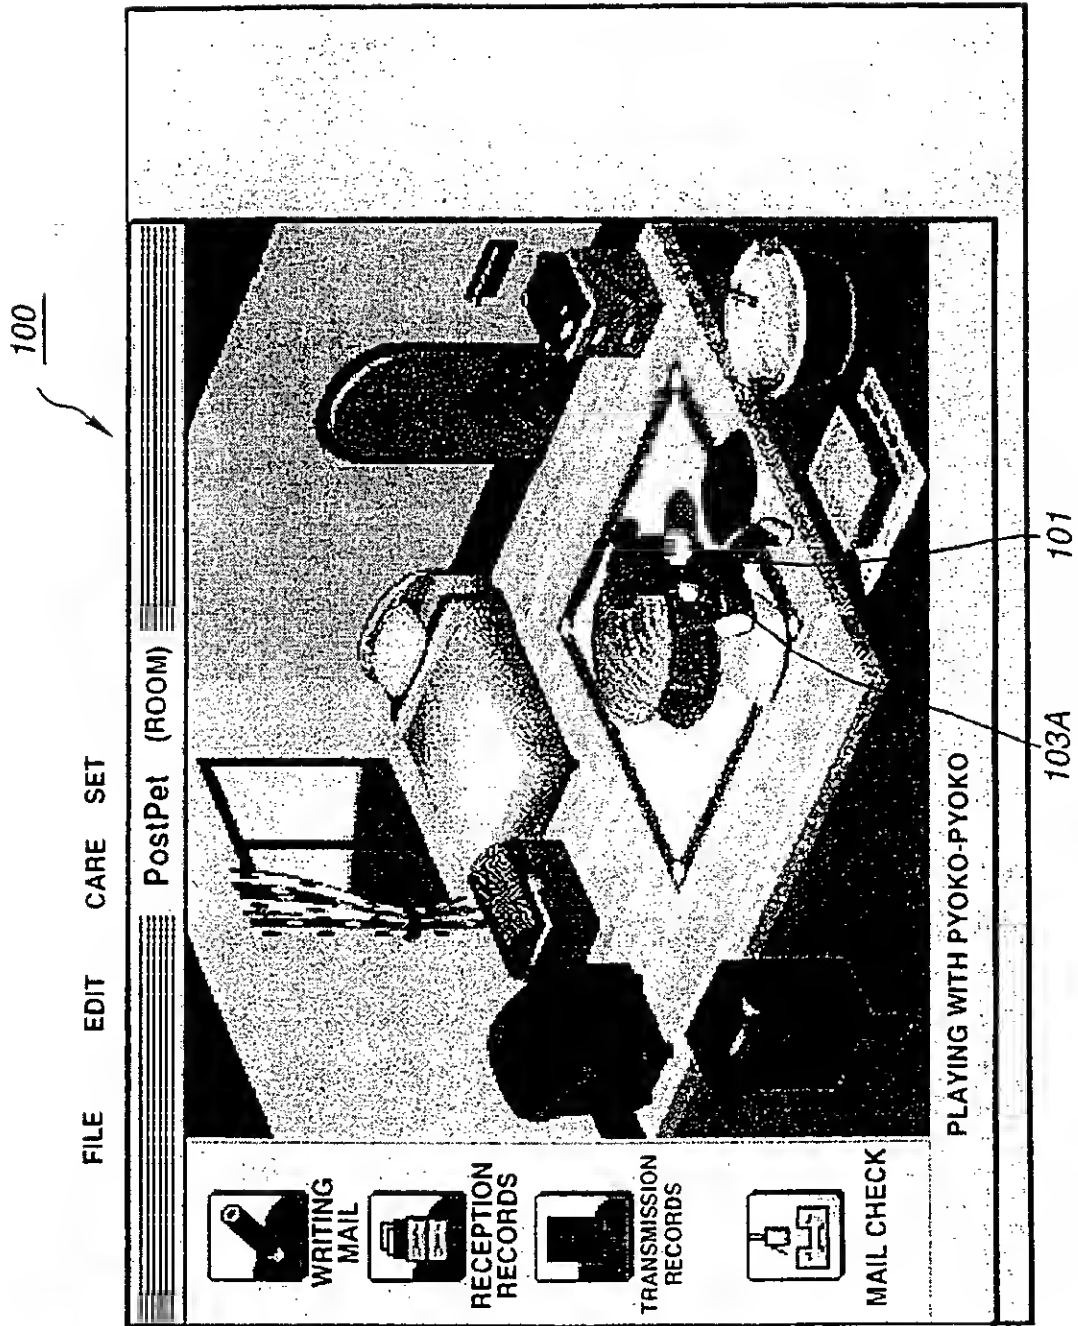 100
FILE EDIT CARE SET
PostPet (ROOM)
WRITING
MAIL
RECEPTION
RECORDS
TRANSMISSION
RECORDS
MAIL CHECK
PLAYING WITH PYOKO-PYOKO
103A
101